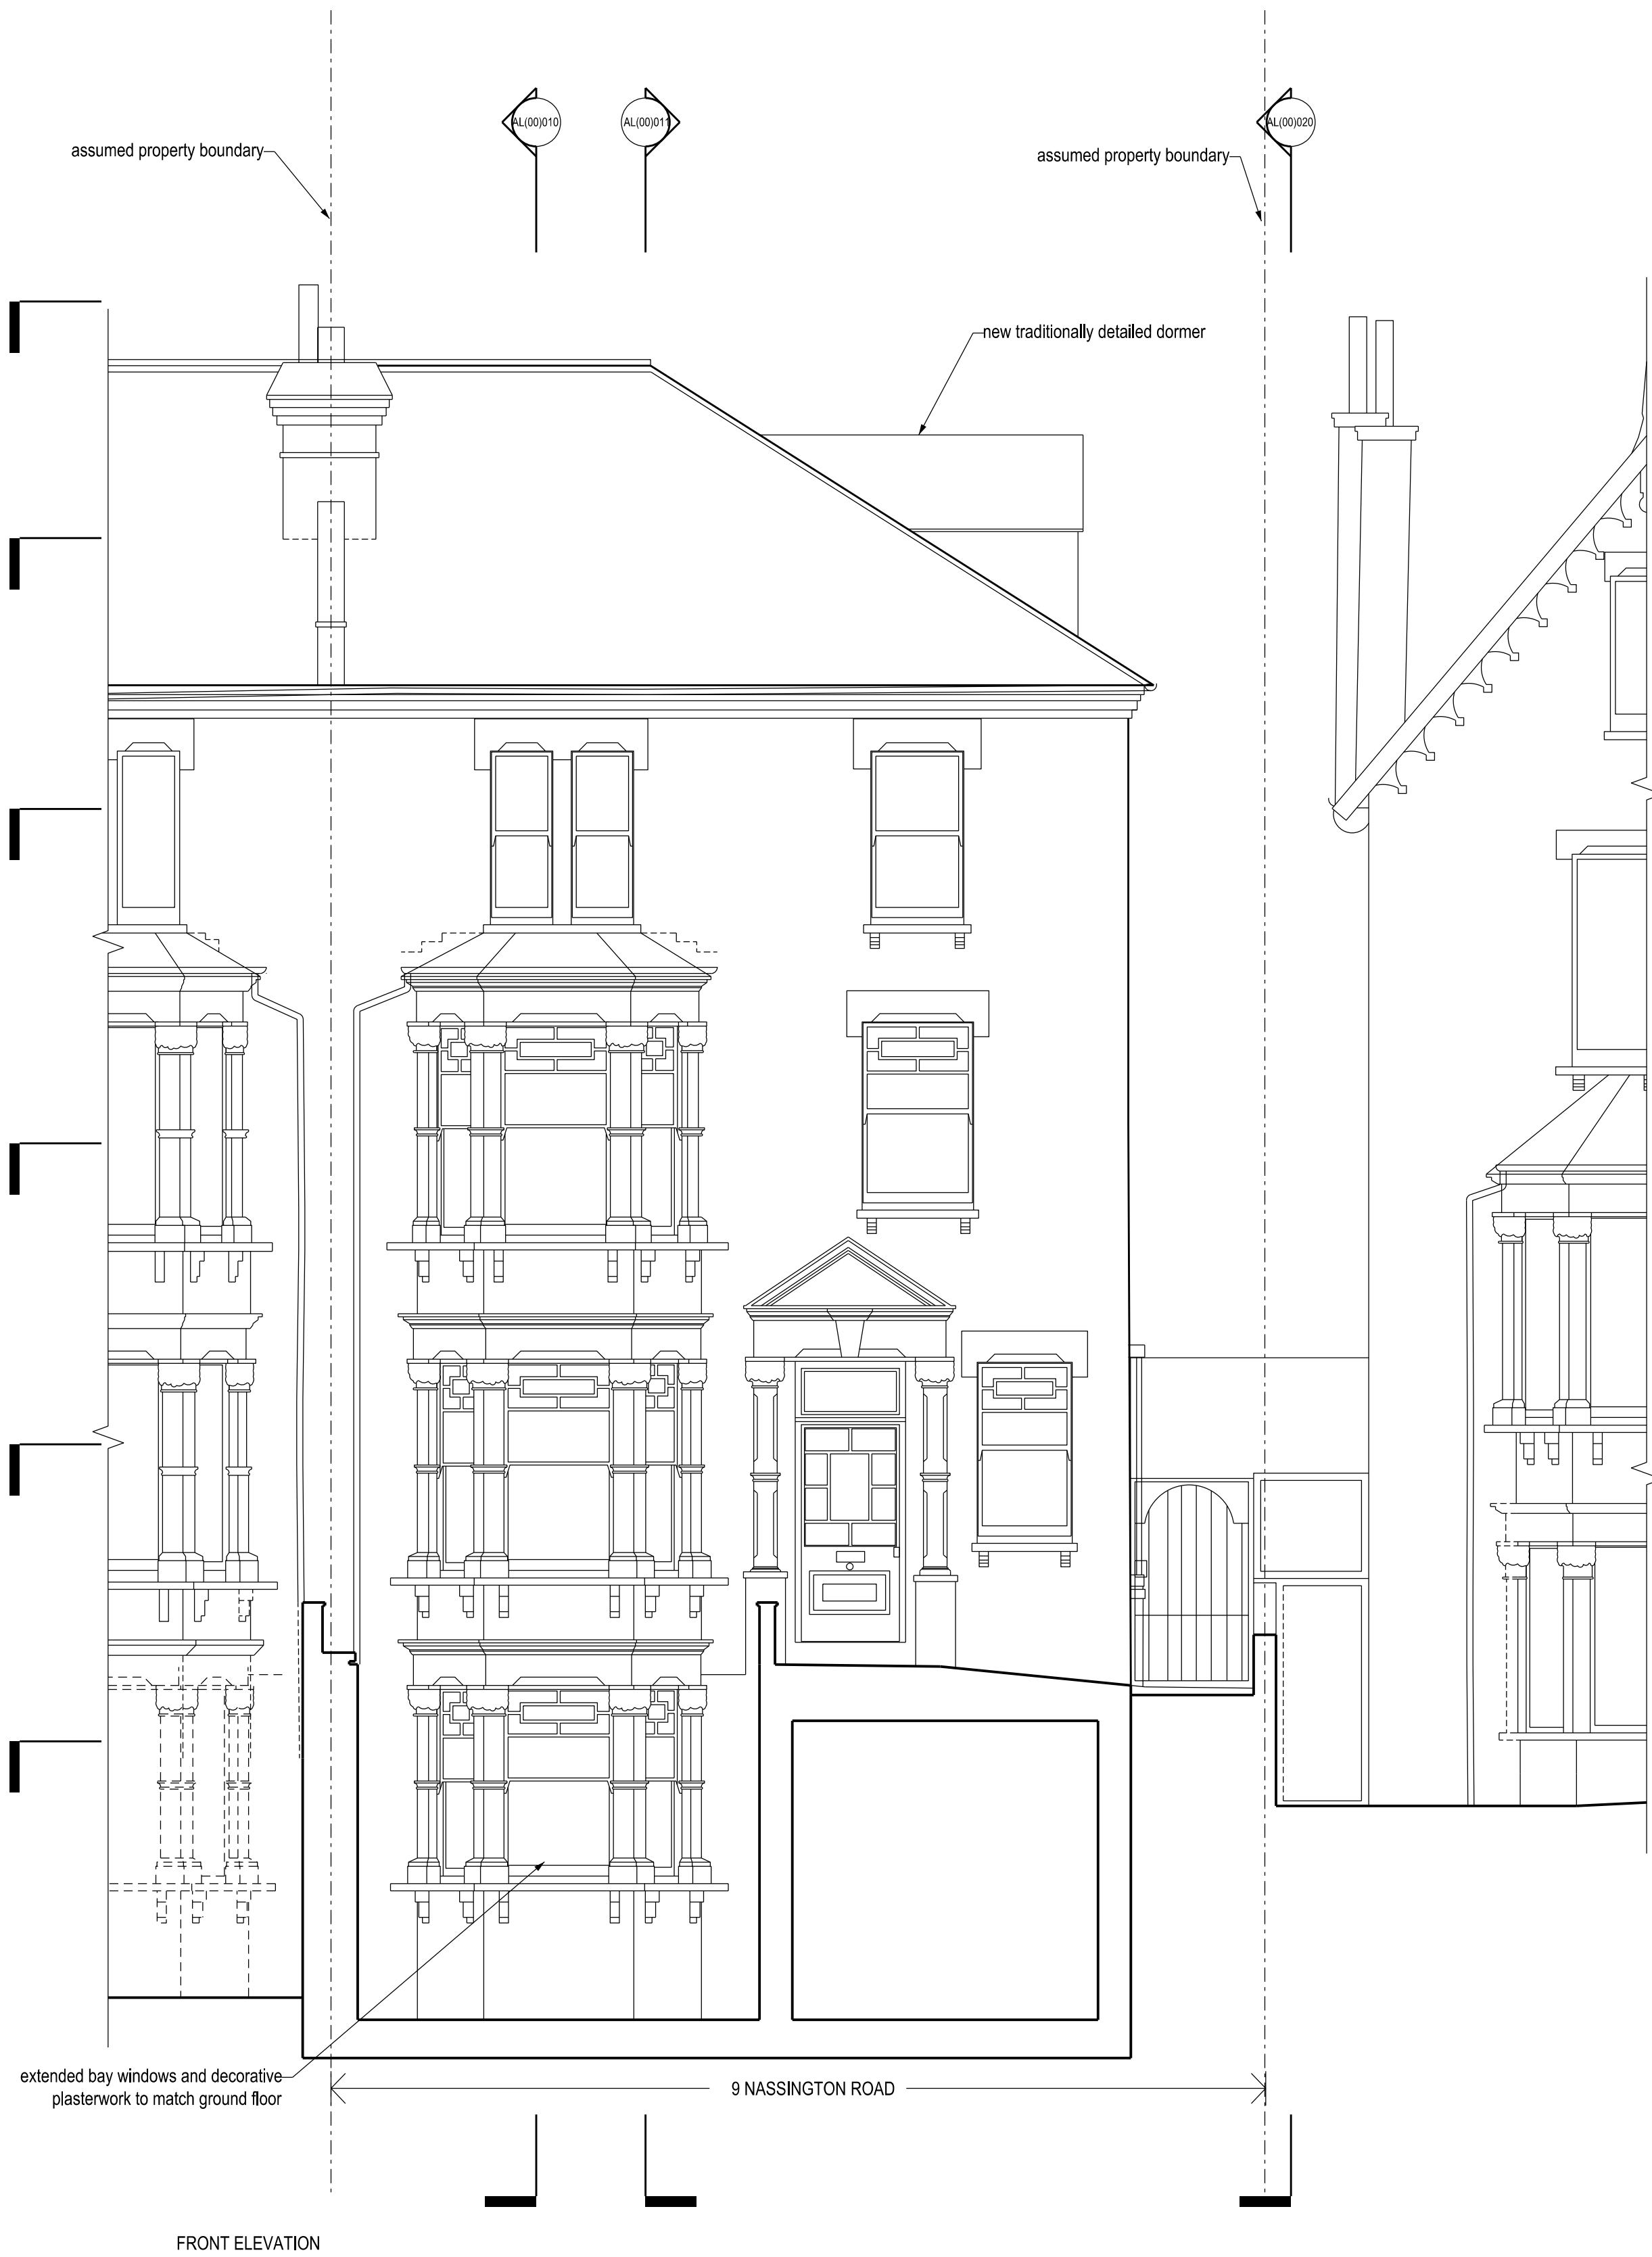 AL(00)010
AL(00)011
AL(00)020
assumed property boundary
assumed property boundary
new traditionally detailed dormer
extended bay windows and decorative
plasterwork to match ground floor
9 NASSINGTON ROAD
FRONT ELEVATION